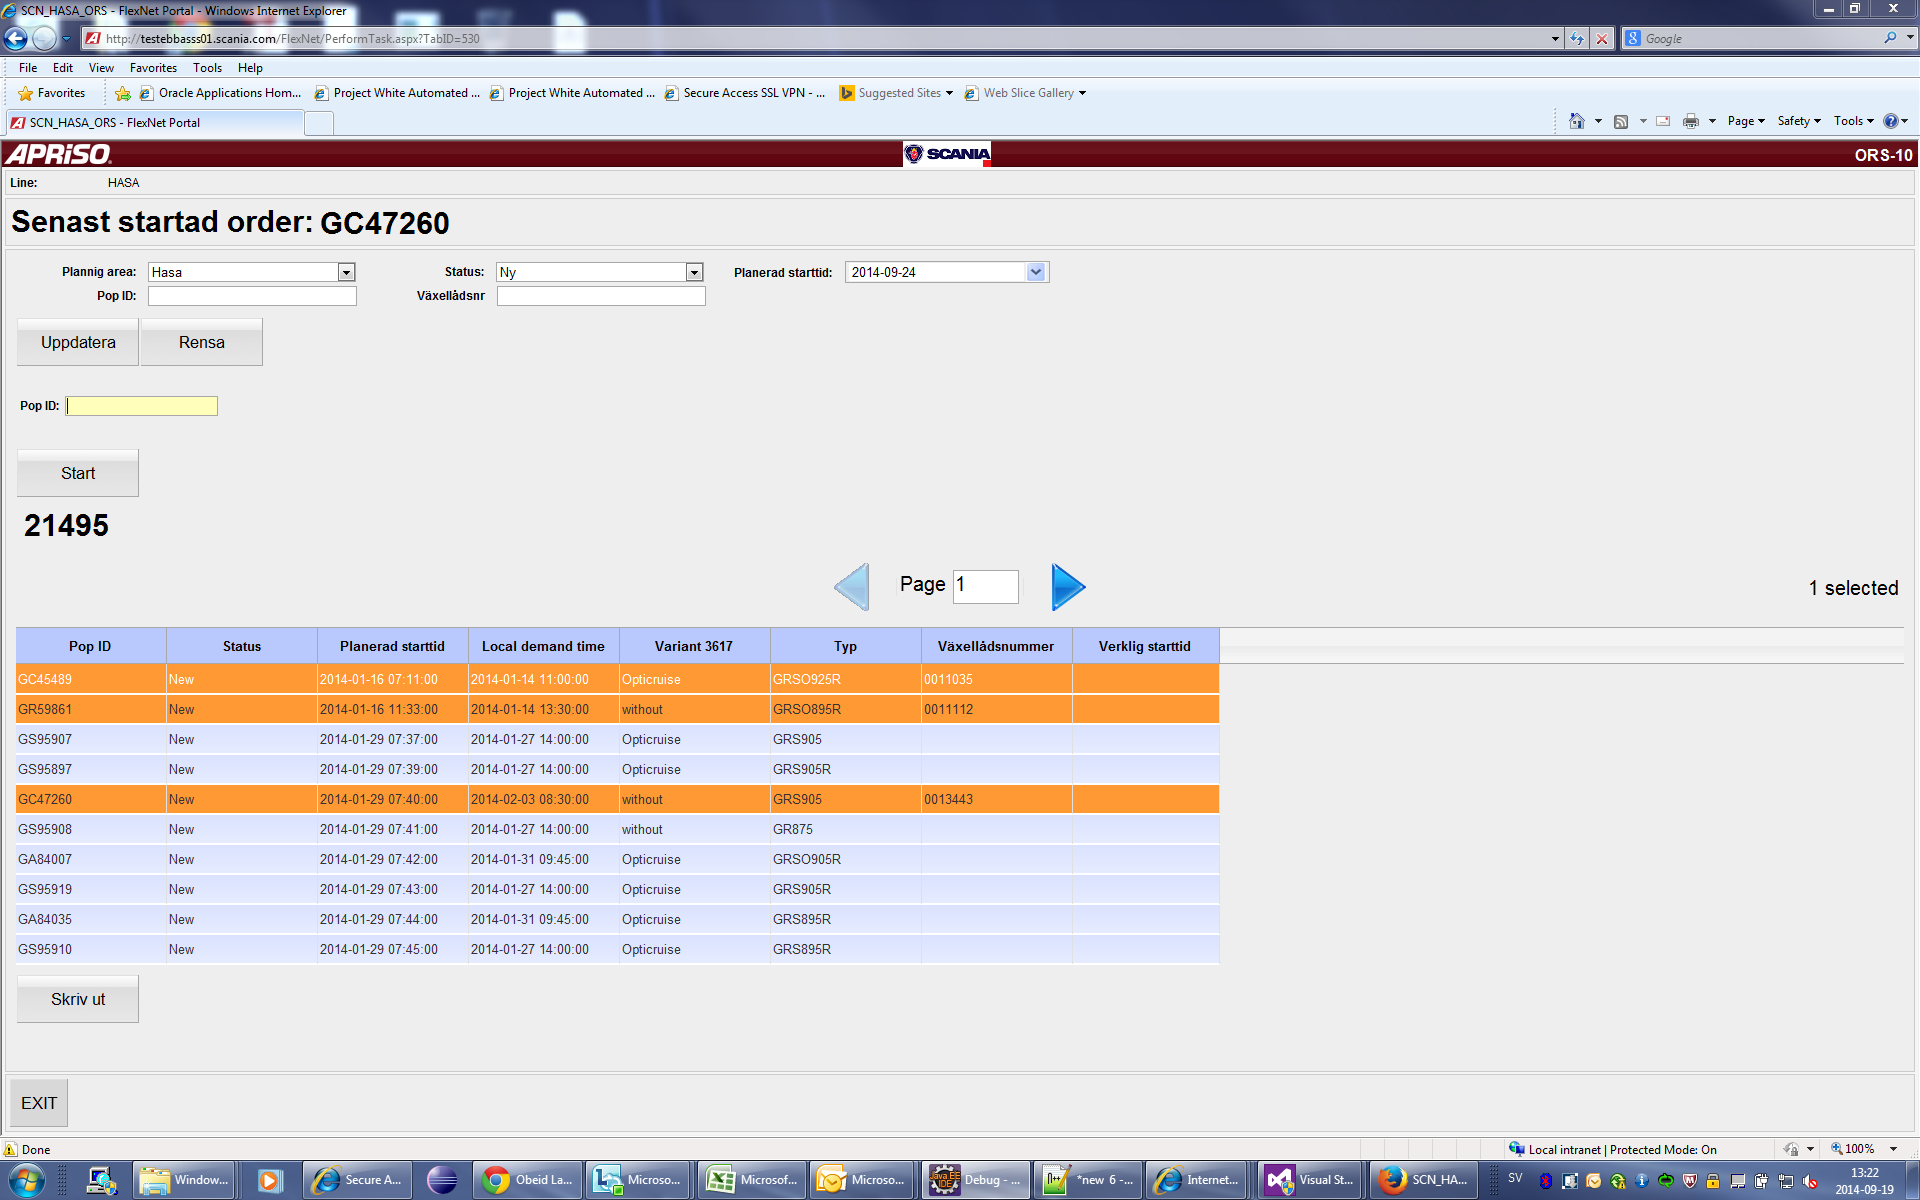 SCN_HASA_ORS - FlexNet Portal - Windows Internet Explorer
http://testebbasss01.scania.com/FlexNet/PerformTask.aspx?TabID=530
Google
File Edit View Favorites Tools Help
Favorites Oracle Applications Hom... Project White Automated ... Project White Automated ... Secure Access SSL VPN - ... Suggested Sites Web Slice Gallery
SCN_HASA_ORS - FlexNet Portal
Page Safety Tools
APRISO. SCANIA ORS-10
Line: HASA
Senast startad order: GC47260
Plannig area: Hasa Status: Ny Planerad starttid: 2014-09-24
Pop ID: Växellådsnr
Uppdatera Rensa
Pop ID:
Start
21495
Page 1
1 selected
Pop ID Status Planerad starttid Local demand time Variant 3617 Typ Växellådsnummer Verklig starttid
GC45489 New 2014-01-16 07:11:00 2014-01-14 11:00:00 Opticruise GRSO925R 0011035
GR59861 New 2014-01-16 11:33:00 2014-01-14 13:30:00 without GRSO895R 0011112
GS95907 New 2014-01-29 07:37:00 2014-01-27 14:00:00 Opticruise GRS905
GS95897 New 2014-01-29 07:39:00 2014-01-27 14:00:00 Opticruise GRS905R
GC47260 New 2014-01-29 07:40:00 2014-02-03 08:30:00 without GRS905 0013443
GS95908 New 2014-01-29 07:41:00 2014-01-27 14:00:00 without GR875
GA84007 New 2014-01-29 07:42:00 2014-01-31 09:45:00 Opticruise GRSO905R
GS95919 New 2014-01-29 07:43:00 2014-01-27 14:00:00 Opticruise GRS905R
GA84035 New 2014-01-29 07:44:00 2014-01-31 09:45:00 Opticruise GRS895R
GS95910 New 2014-01-29 07:45:00 2014-01-27 14:00:00 Opticruise GRS895R
Skriv ut
EXIT
Done Local intranet | Protected Mode: On 100%
Window... Secure A... Obeid La... Microso... Microsof... Microso... Debug - ... *new 6 -... Internet... Visual St... SCN_HA... SV 13:22
2014-09-19